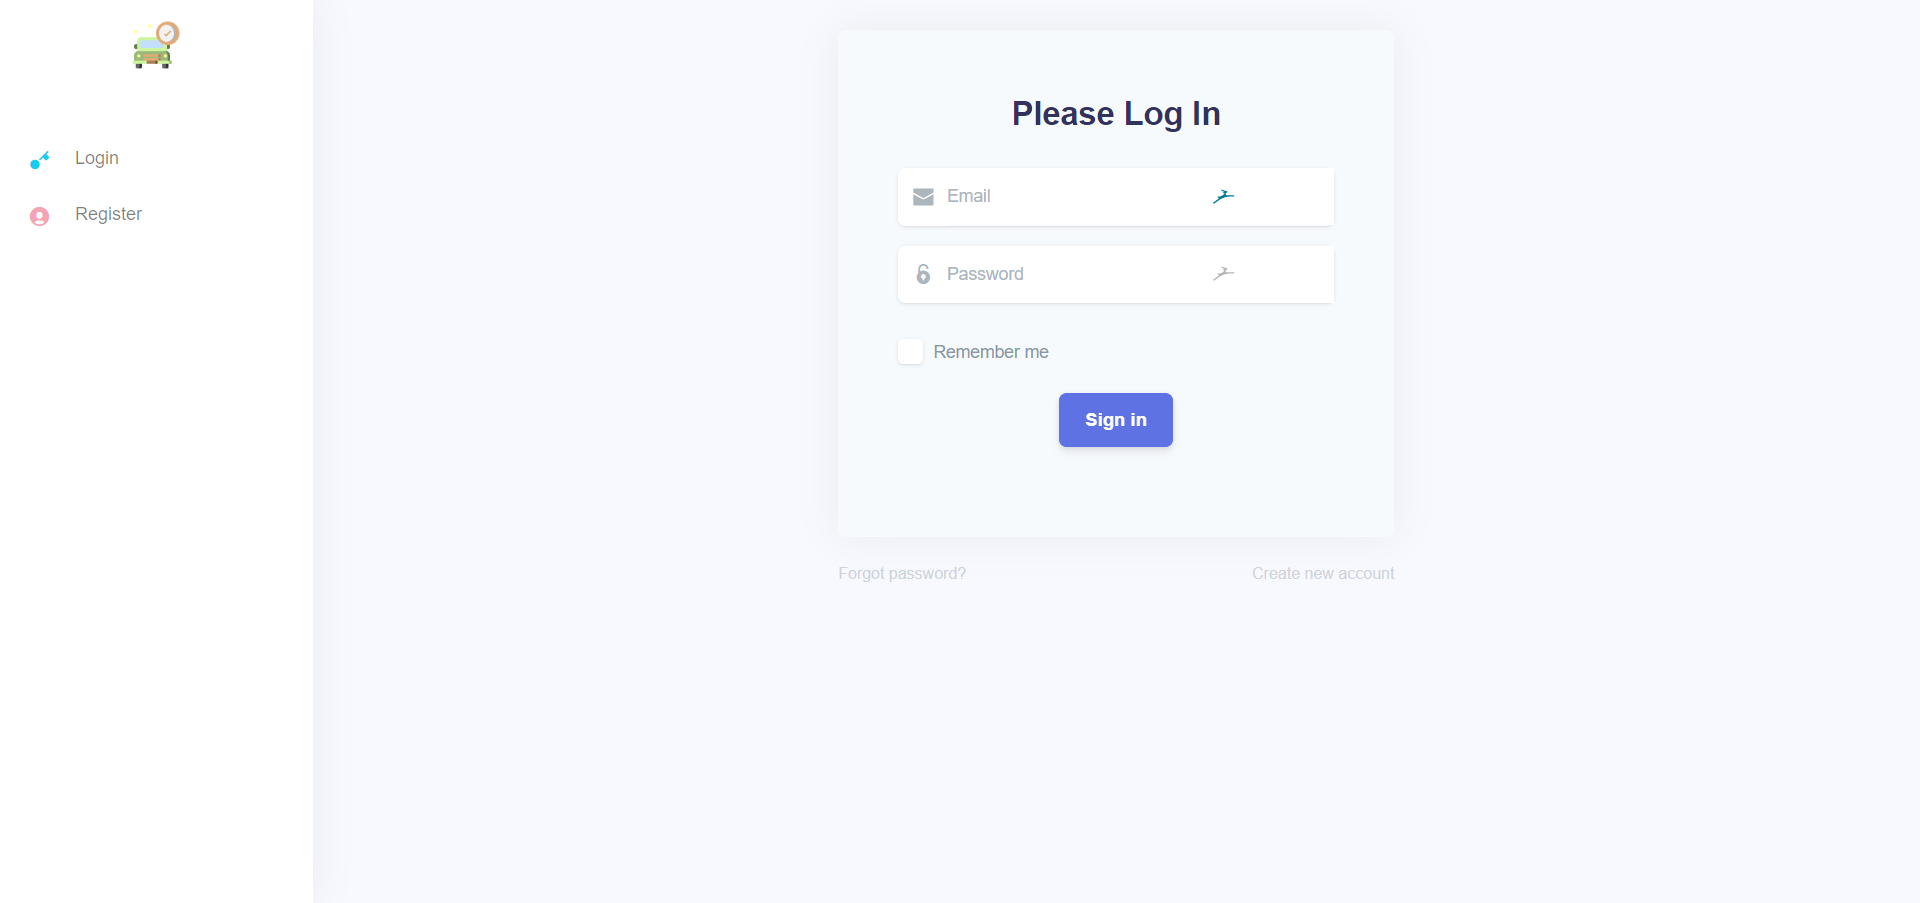 Login
Register
Please Log In
Email
Password
Remember me
Sign in
Forgot password?
Create new account